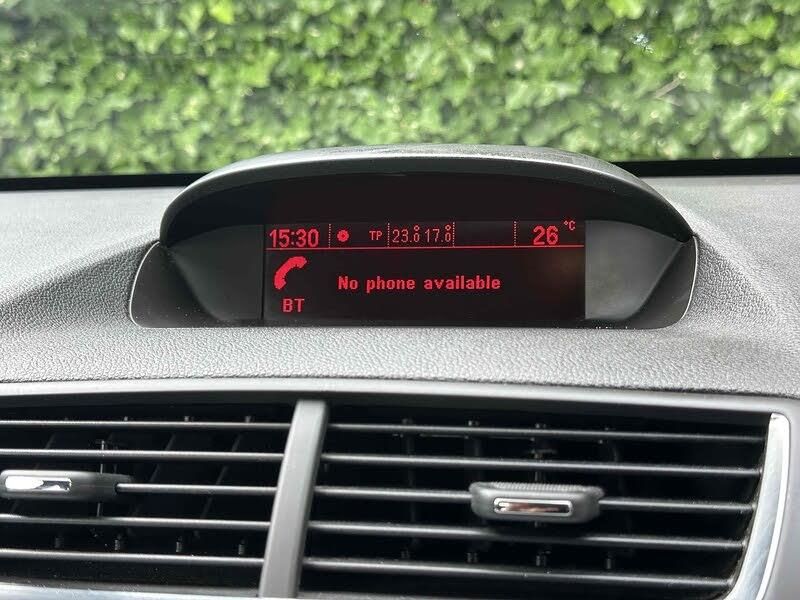 15:30 TP 23.0° 17.0° 26 °C
No phone available
BT